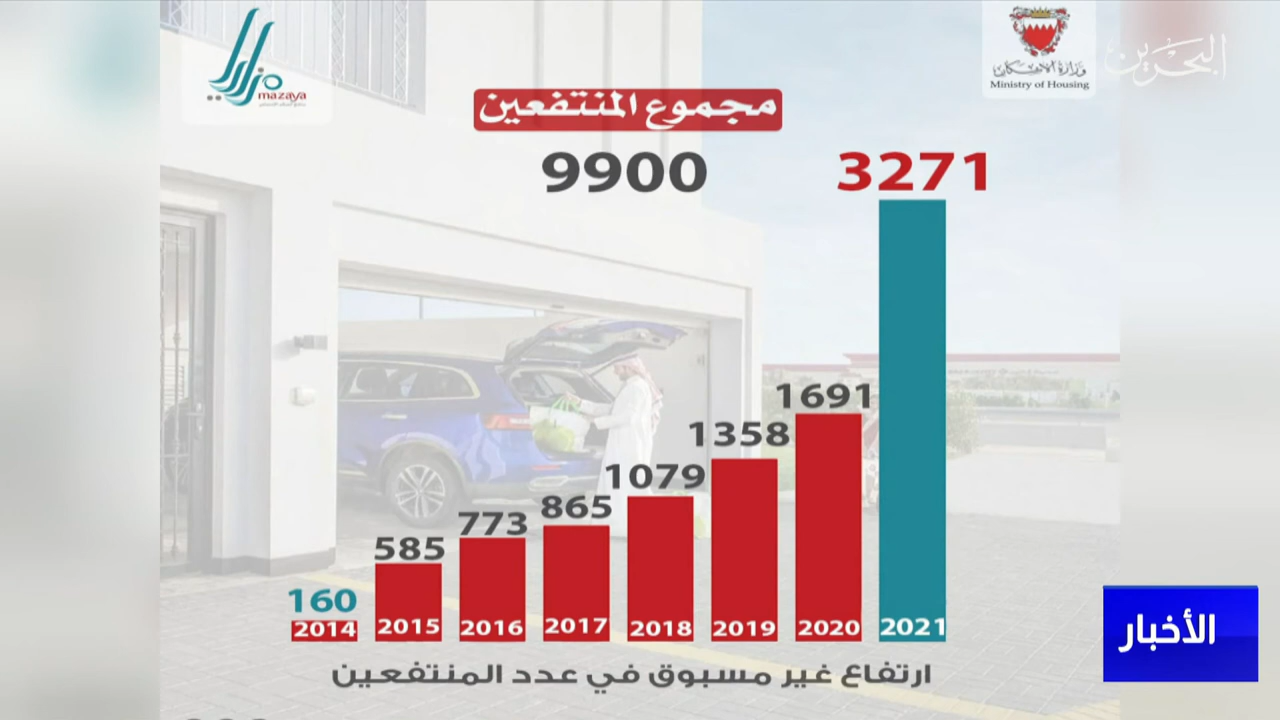 مزايا
mazaya
وزارة الإسكان
Ministry of Housing
البحرين
مجموع المنتفعين
9900
3271
1691
1358
1079
865
773
585
160
2014 2015 2016 2017 2018 2019 2020 2021
الأخبار
ارتفاع غير مسبوق في عدد المنتفعين